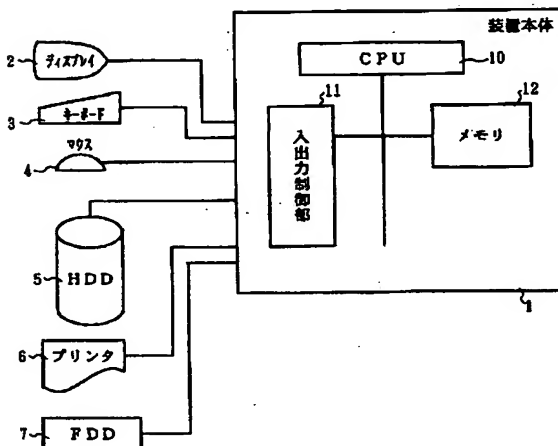 装置本体
CPU
10
11
入出力制御部
12
メモリ
1
2
ディスプレイ
3
キーボード
マウス
4
5
HDD
6
プリンタ
7
FDD